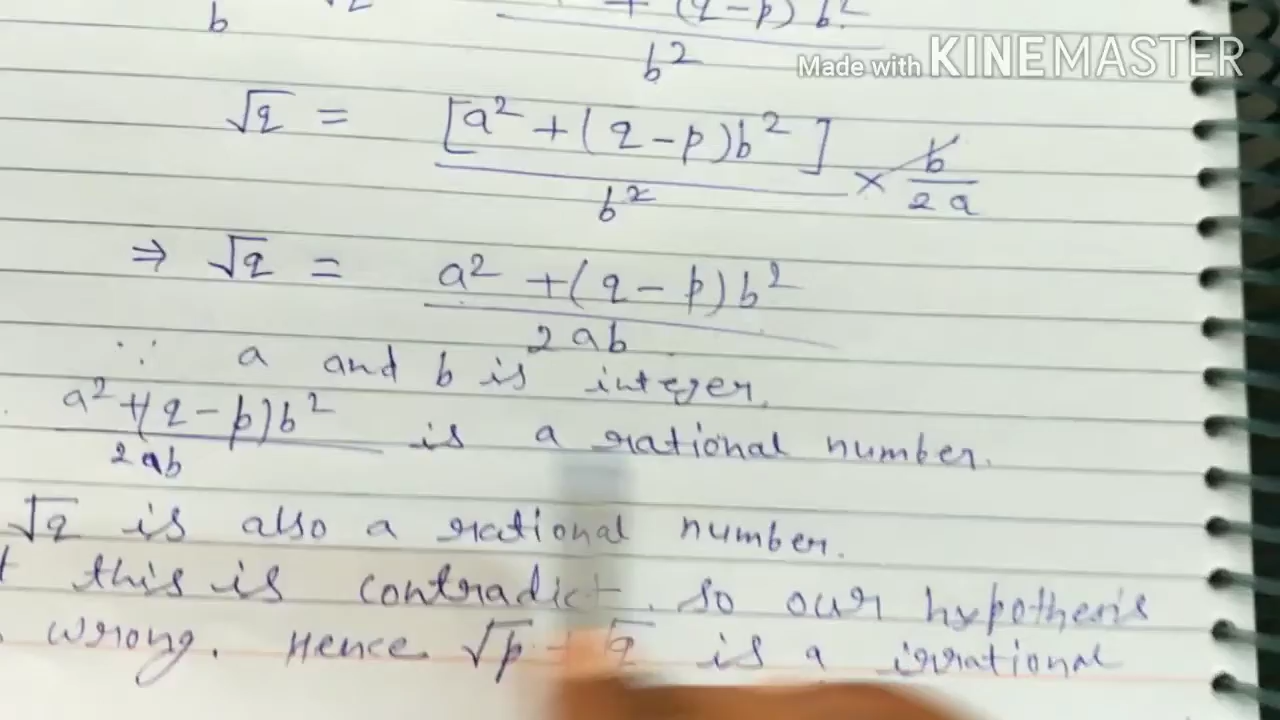 b
+ (q-p) b²
b²
Made with KINEMASTER
√q = [a² + (q-p)b²] × b
b² 2a
⇒ √q = a² + (q-p)b²
2ab
∵ a and b is integer.
a² + (q-p)b² is a rational number.
2ab
√q is also a rational number.
this is contradict. so our hypothesis
wrong. Hence √p + √q is a irrational